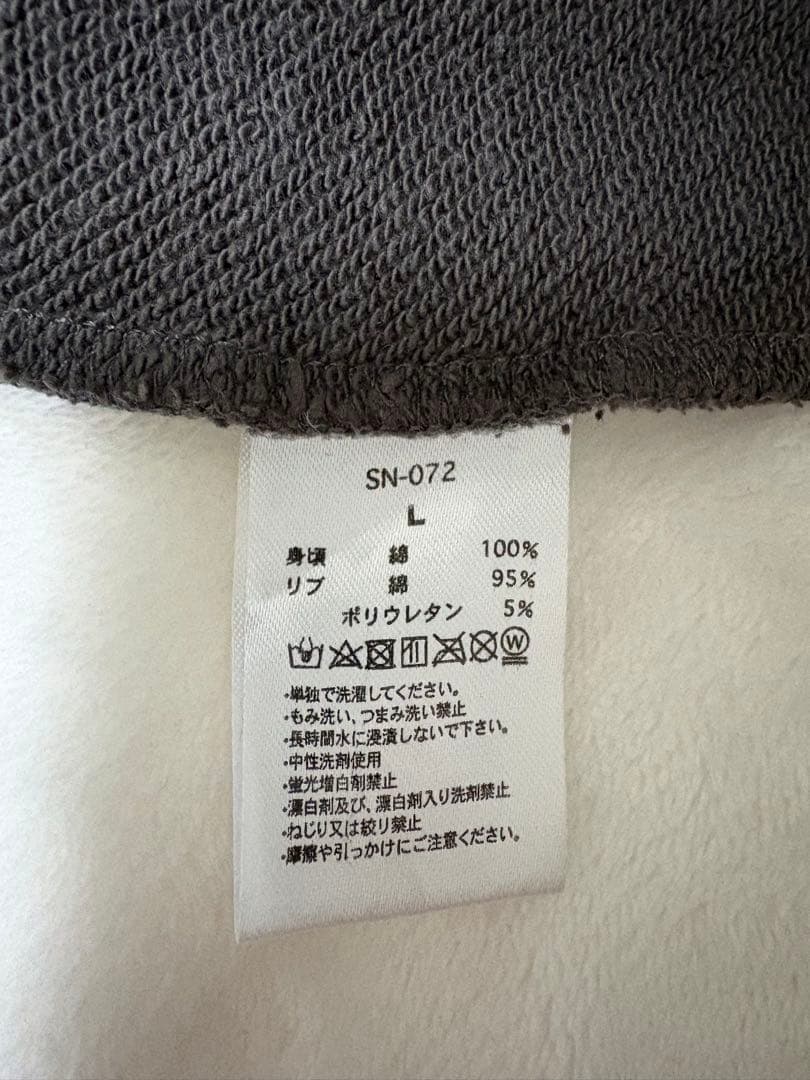 SN-072
L
身頃 綿 100%
リブ 綿 95%
ポリウレタン 5%
W
・単独で洗濯してください。
・もみ洗い、つまみ洗い禁止
・長時間水に浸漬しないで下さい。
・中性洗剤使用
・蛍光増白剤禁止
・漂白剤及び、漂白剤入り洗剤禁止
・ねじり又は絞り禁止
・摩擦や引っかけにご注意ください。